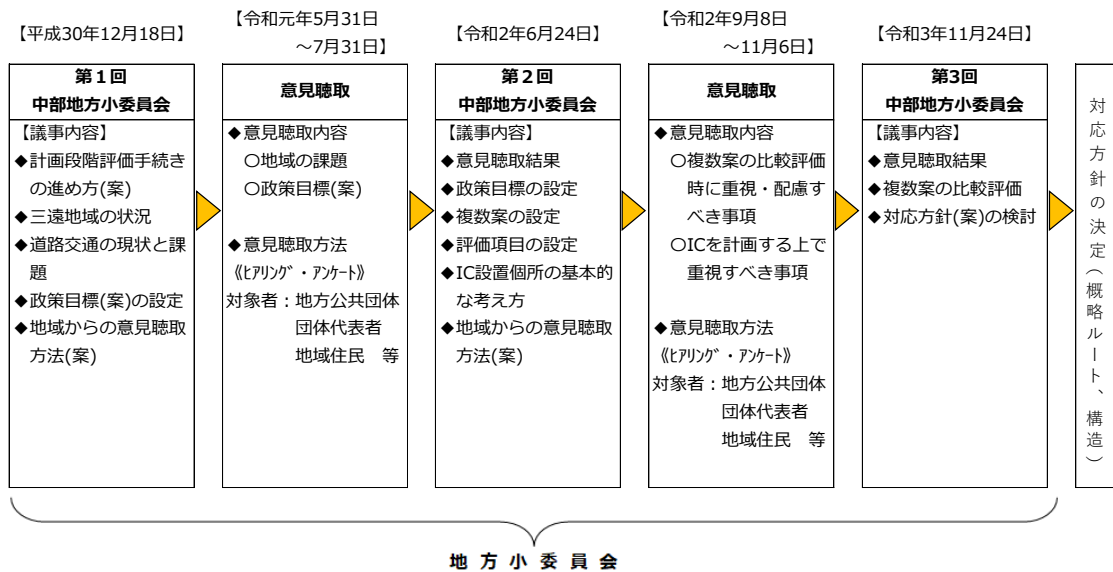 【平成30年12月18日】
第１回
中部地方小委員会
【議事内容】
◆計画段階評価手続き
の進め方(案)
◆三遠地域の状況
◆道路交通の現状と課
題
◆政策目標(案)の設定
◆地域からの意見聴取
方法(案)
【令和元年5月31日
～7月31日】
意見聴取
◆意見聴取内容
〇地域の課題
〇政策目標(案)
◆意見聴取方法
《ﾋｱﾘﾝｸﾞ・アンケート》
対象者：地方公共団体
団体代表者
地域住民　等
【令和2年6月24日】
第２回
中部地方小委員会
【議事内容】
◆意見聴取結果
◆政策目標の設定
◆複数案の設定
◆評価項目の設定
◆IC設置個所の基本的
な考え方
◆地域からの意見聴取
方法(案)
【令和2年9月8日
～11月6日】
意見聴取
◆意見聴取内容
〇複数案の比較評価
時に重視・配慮す
べき事項
〇ICを計画する上で
重視すべき事項
◆意見聴取方法
《ﾋｱﾘﾝｸﾞ・アンケート》
対象者：地方公共団体
団体代表者
地域住民　等
【令和3年11月24日】
第3回
中部地方小委員会
【議事内容】
◆意見聴取結果
◆複数案の比較評価
◆対応方針(案)の検討
対応方針の決定(概略ルート、構造)
地方小委員会